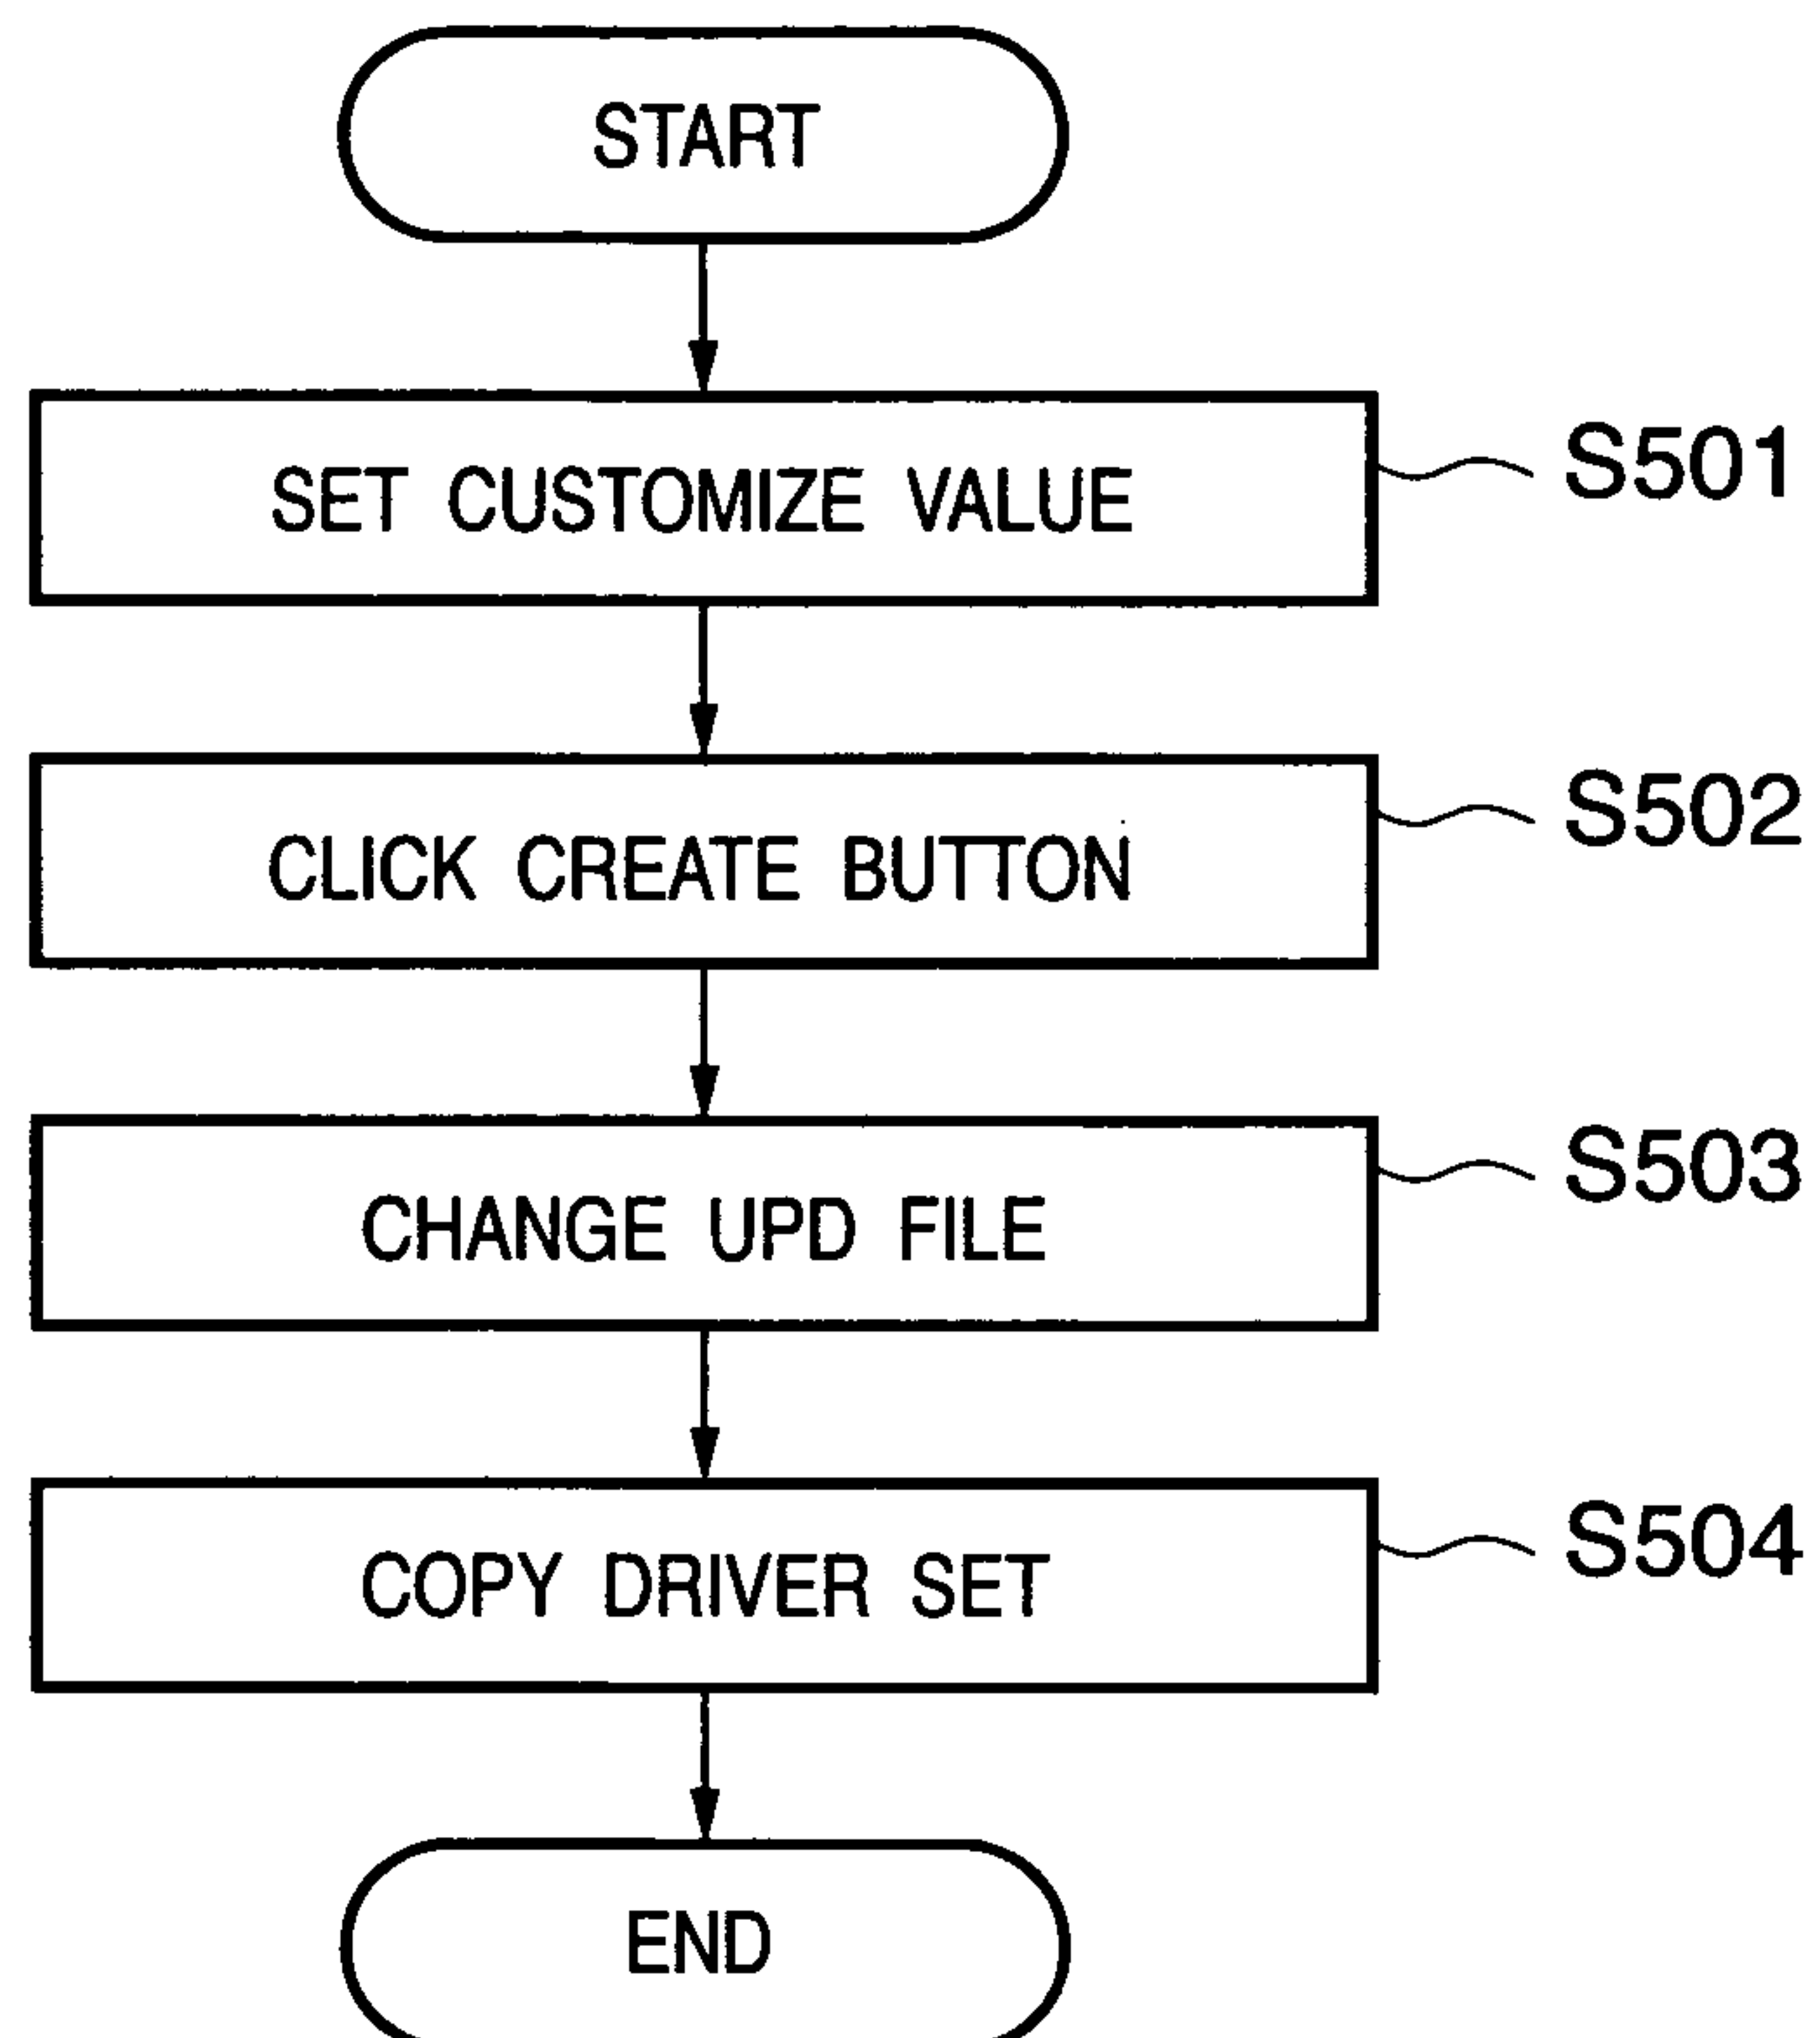 START
SET CUSTOMIZE VALUE
S501
CLICK CREATE BUTTON
S502
CHANGE UPD FILE
S503
COPY DRIVER SET
S504
END